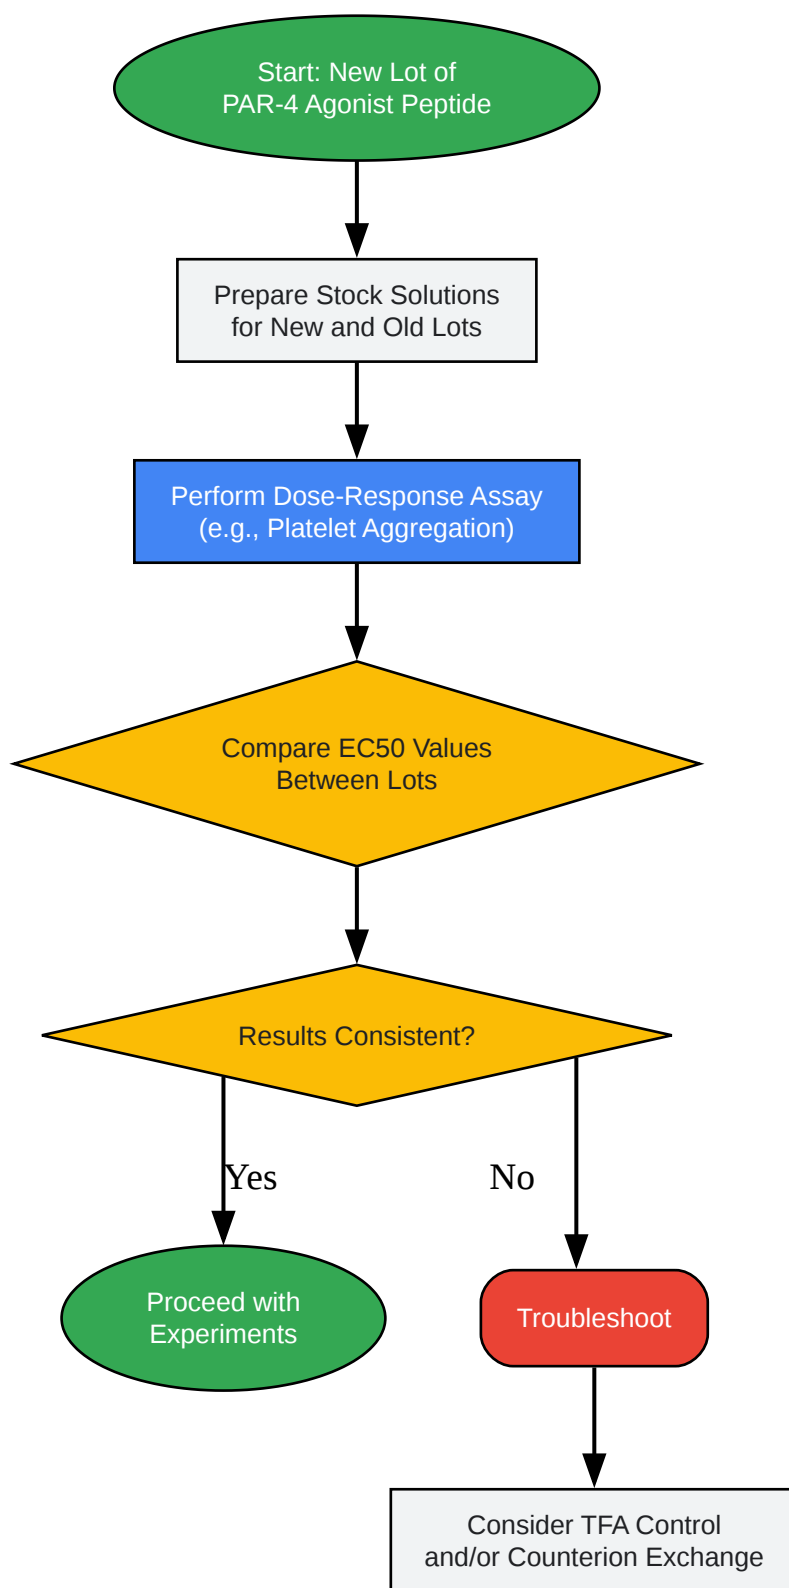 Start: New Lot of
PAR-4 Agonist Peptide
Prepare Stock Solutions
for New and Old Lots
Perform Dose-Response Assay
(e.g., Platelet Aggregation)
Compare EC50 Values
Between Lots
Results Consistent?
Yes
No
Proceed with
Experiments
Troubleshoot
Consider TFA Control
and/or Counterion Exchange